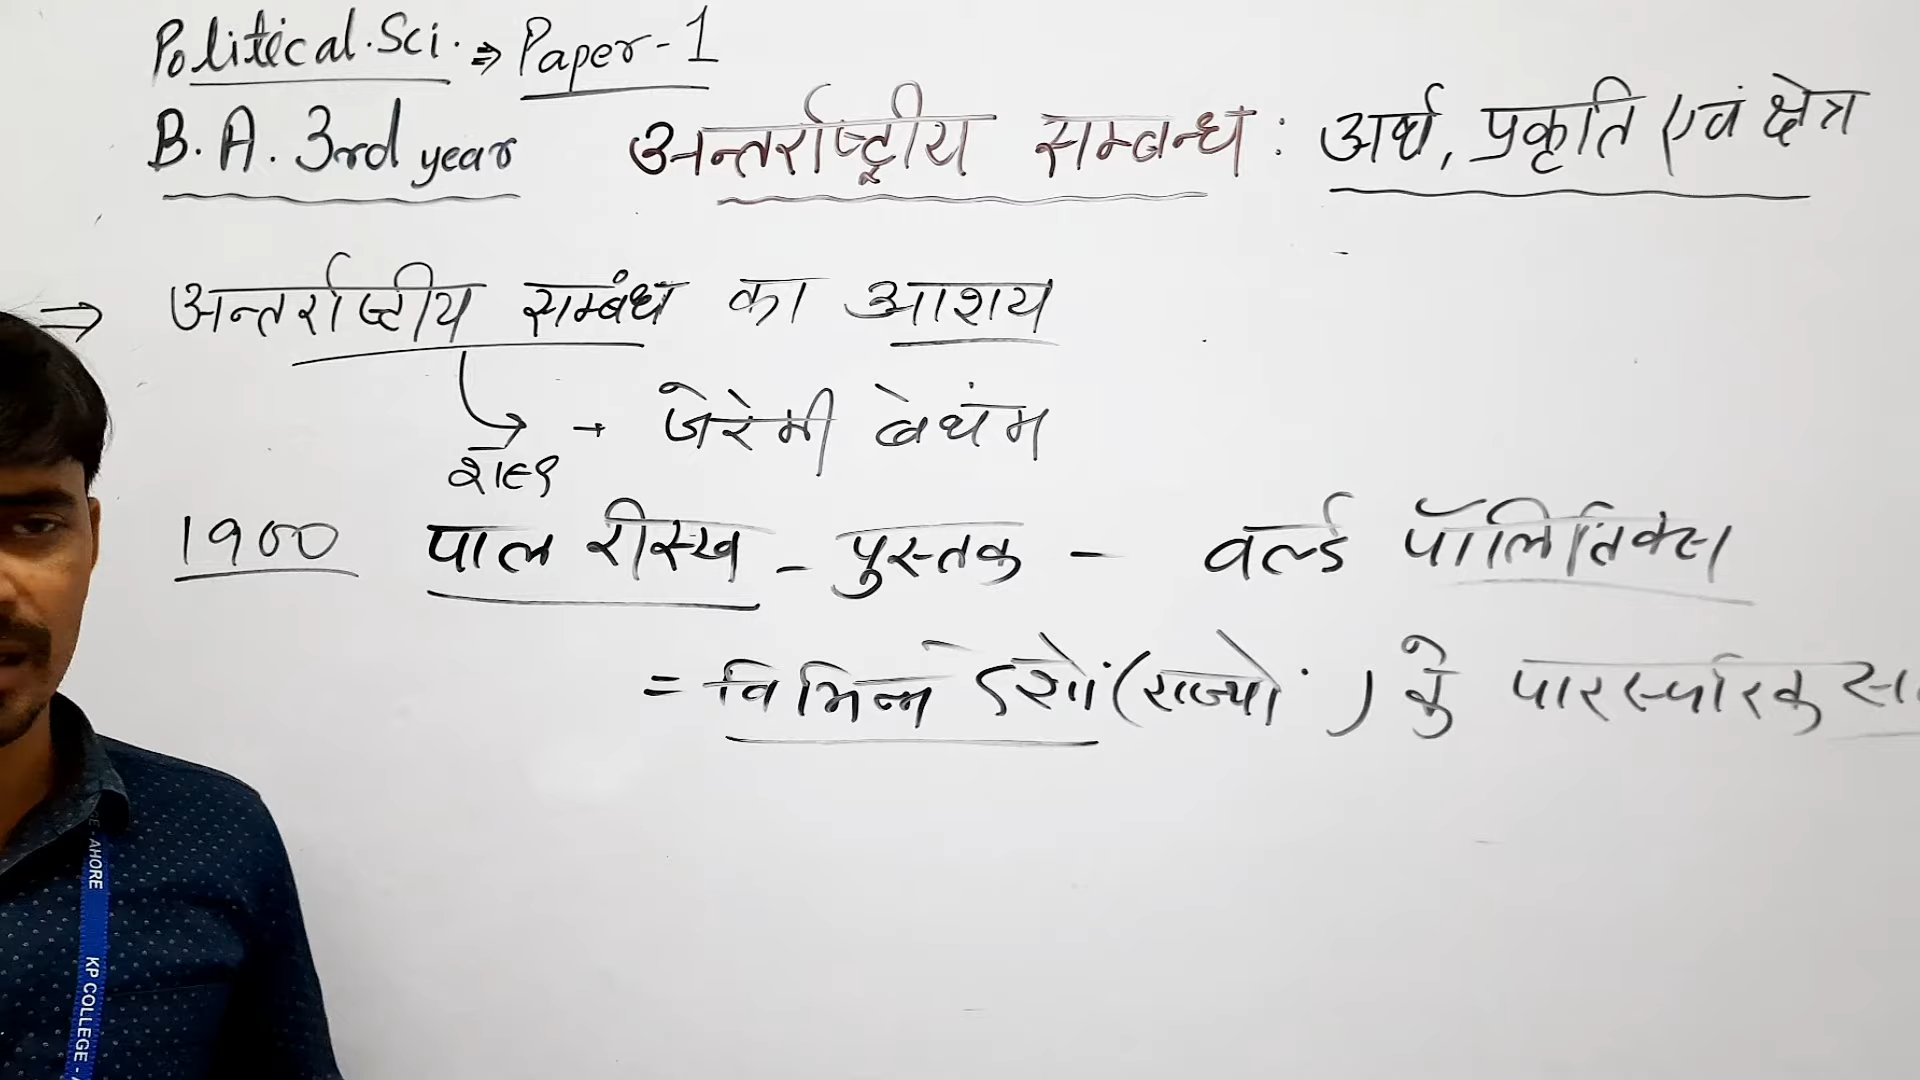 Political.Sci. ⇒ Paper-1
B.A. 3rd year अन्तर्राष्ट्रीय सम्बन्ध : अर्थ, प्रकृति एवं क्षेत्र
⇒ अन्तर्राष्टीय सम्बंध का आशय
→ जेरेमी बेथंम
शब्द
1900 पाल रीस्ख - पुस्तक - वर्ल्ड पॉलितिक्स
= विभिन्न देशों (राज्यों) के पारस्परिक
AHORE
KP COLLEGE -